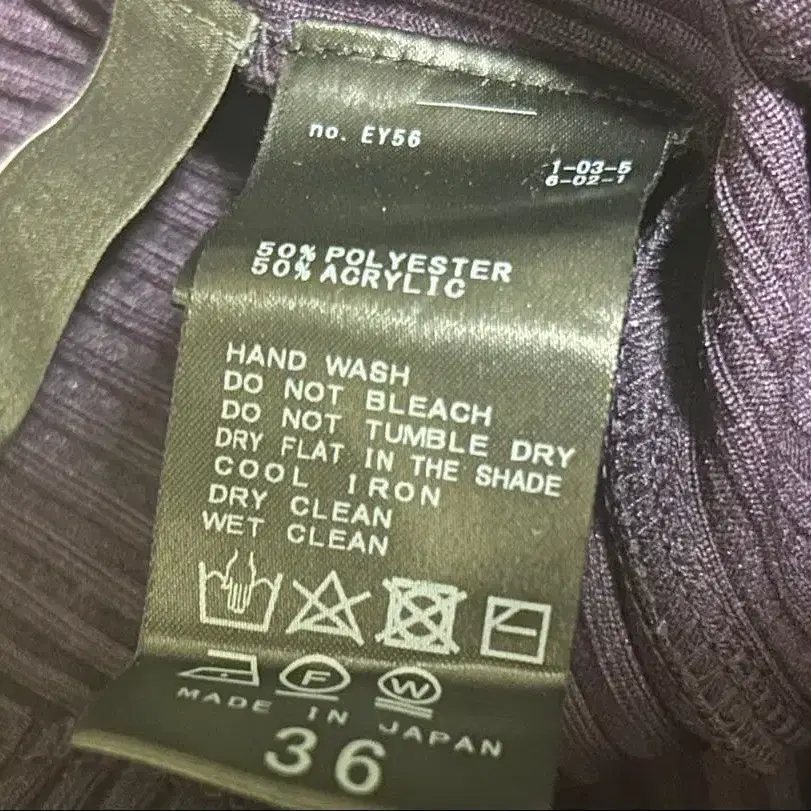 no. EY56
1-03-5
6-02-1
50% POLYESTER
50% ACRYLIC
HAND WASH
DO NOT BLEACH
DO NOT TUMBLE DRY
DRY FLAT IN THE SHADE
COOL IRON
DRY CLEAN
WET CLEAN
F W
MADE IN JAPAN
36